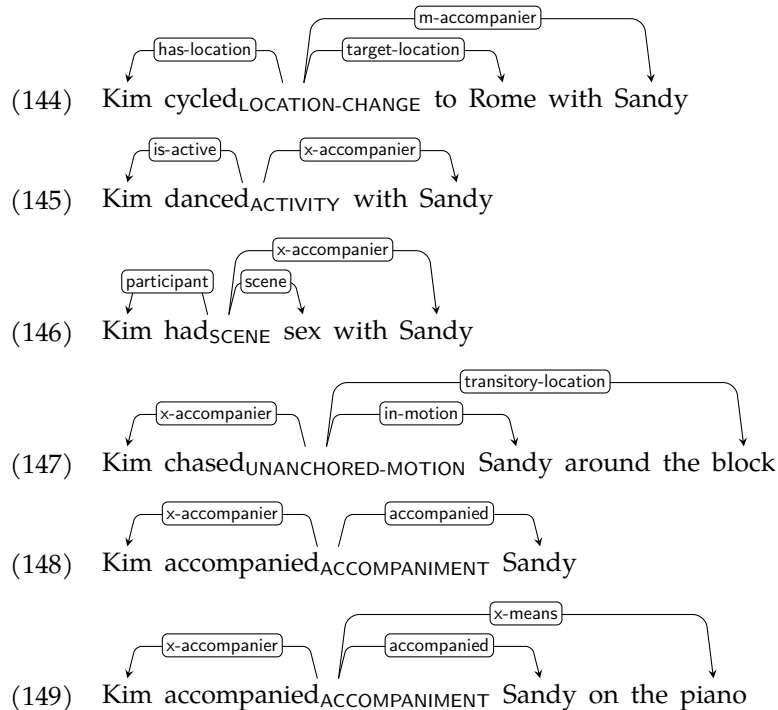 m-accompanier
has-location target-location
(144) Kim cycledLOCATION-CHANGE to Rome with Sandy
is-active x-accompanier
(145) Kim dancedACTIVITY with Sandy
x-accompanier
participant scene
(146) Kim hadSCENE sex with Sandy
transitory-location
x-accompanier in-motion
(147) Kim chasedUNANCHORED-MOTION Sandy around the block
x-accompanier accompanied
(148) Kim accompaniedACCOMPANIMENT Sandy
x-means
x-accompanier accompanied
(149) Kim accompaniedACCOMPANIMENT Sandy on the piano